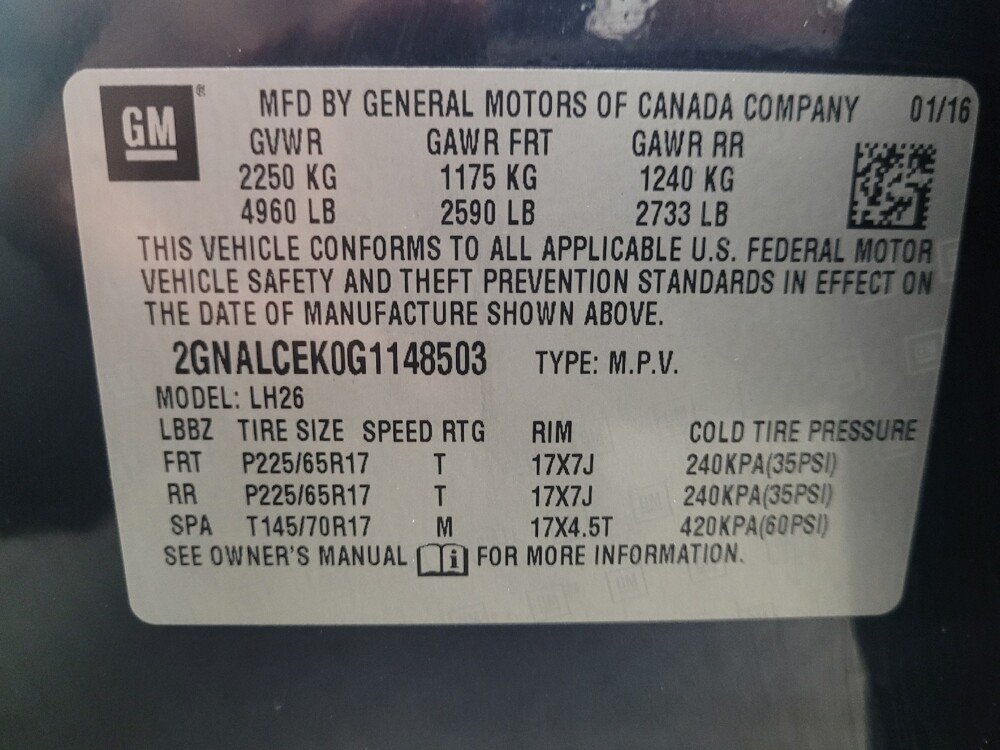 GM ® MFD BY GENERAL MOTORS OF CANADA COMPANY 01/16
GVWR GAWR FRT GAWR RR
2250 KG 1175 KG 1240 KG
4960 LB 2590 LB 2733 LB
THIS VEHICLE CONFORMS TO ALL APPLICABLE U.S. FEDERAL MOTOR
VEHICLE SAFETY AND THEFT PREVENTION STANDARDS IN EFFECT ON
THE DATE OF MANUFACTURE SHOWN ABOVE.
2GNALCEK0G1148503 TYPE: M.P.V.
MODEL: LH26
LBBZ TIRE SIZE SPEED RTG RIM COLD TIRE PRESSURE
FRT P225/65R17 T 17X7J 240KPA(35PSI)
RR P225/65R17 T 17X7J 240KPA(35PSI)
SPA T145/70R17 M 17X4.5T 420KPA(60PSI)
SEE OWNER'S MANUAL i FOR MORE INFORMATION.